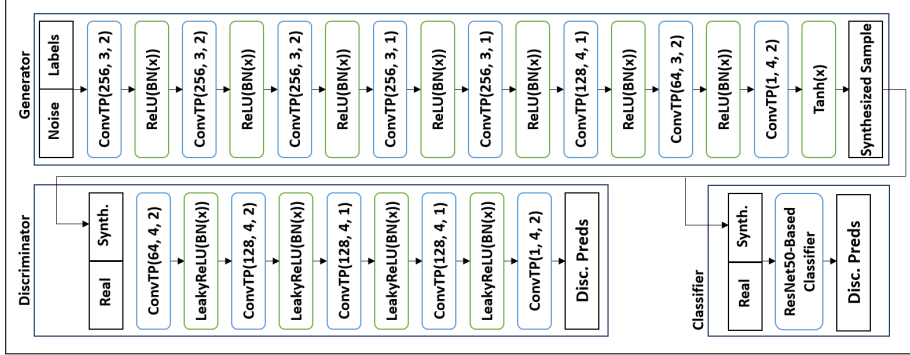 Generator
Noise
Labels
ConvTP(256, 3, 2)
ReLU(BN(x))
ConvTP(256, 3, 2)
ReLU(BN(x))
ConvTP(256, 3, 2)
ReLU(BN(x))
ConvTP(256, 3, 1)
ReLU(BN(x))
ConvTP(256, 3, 1)
ReLU(BN(x))
ConvTP(128, 4, 1)
ReLU(BN(x))
ConvTP(64, 3, 2)
ReLU(BN(x))
ConvTP(1, 4, 2)
Tanh(x)
Synthesized Sample
Discriminator
Real
Synth.
ConvTP(64, 4, 2)
LeakyReLU(BN(x))
ConvTP(128, 4, 2)
LeakyReLU(BN(x))
ConvTP(128, 4, 1)
LeakyReLU(BN(x))
ConvTP(128, 4, 1)
LeakyReLU(BN(x))
ConvTP(1, 4, 2)
Disc. Preds
Classifier
Real
Synth.
ResNet50-Based
Classifier
Disc. Preds